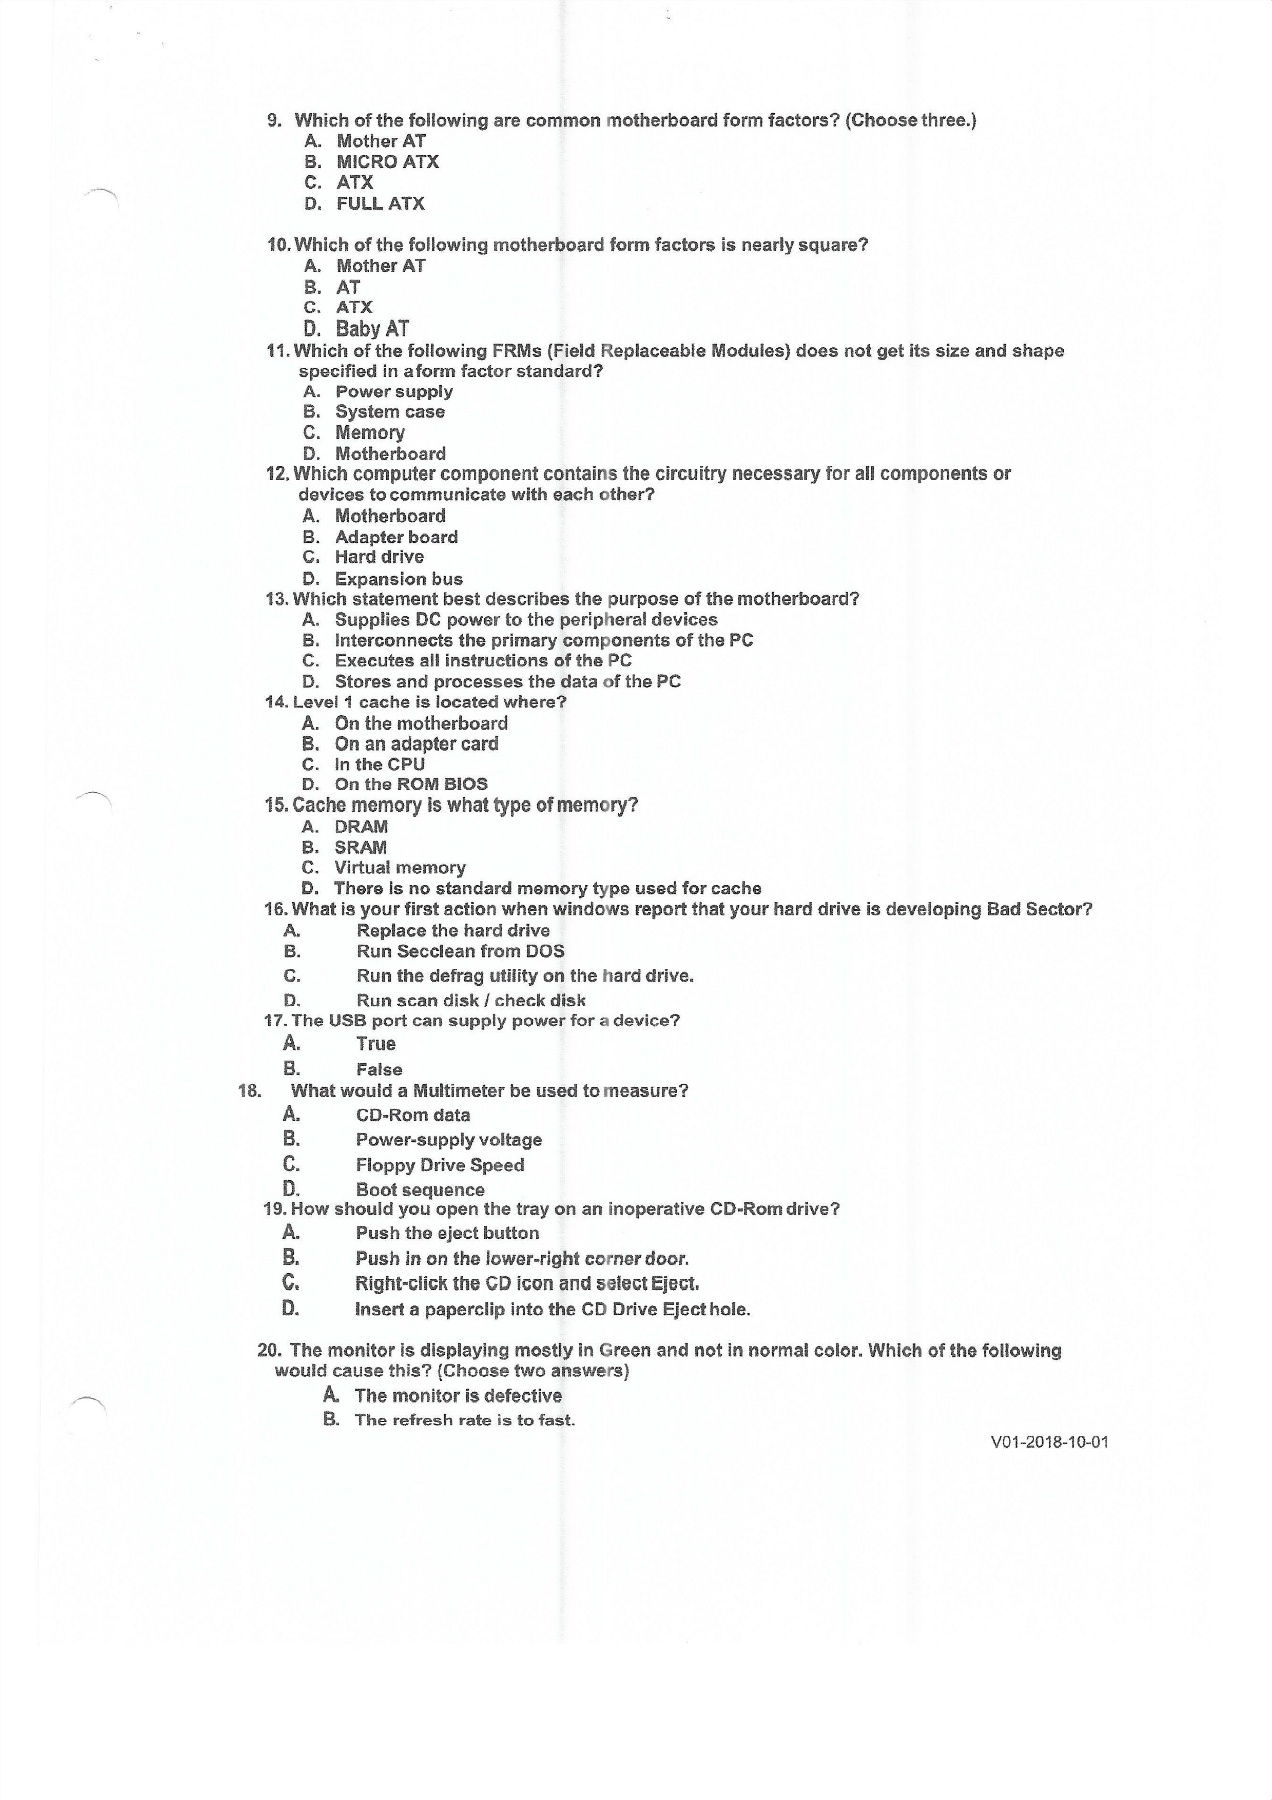 9. Which of the following are common motherboard form factors? (Choose three.)
A. Mother AT
B. MICRO ATX
C. ATX
D. FULL ATX
10. Which of the following motherboard form factors is nearly square?
A. Mother AT
B. AT
C. ATX
D. Baby AT
11. Which of the following FRMs (Field Replaceable Modules) does not get its size and shape
specified in a form factor standard?
A. Power supply
B. System case
C. Memory
D. Motherboard
12. Which computer component contains the circuitry necessary for all components or
devices to communicate with each other?
A. Motherboard
B. Adapter board
C. Hard drive
D. Expansion bus
13. Which statement best describes the purpose of the motherboard?
A. Supplies DC power to the peripheral devices
B. Interconnects the primary components of the PC
C. Executes all instructions of the PC
D. Stores and processes the data of the PC
14. Level 1 cache is located where?
A. On the motherboard
B. On an adapter card
C. In the CPU
D. On the ROM BIOS
15. Cache memory is what type of memory?
A. DRAM
B. SRAM
C. Virtual memory
D. There is no standard memory type used for cache
16. What is your first action when windows report that your hard drive is developing Bad Sector?
A. Replace the hard drive
B. Run Secclean from DOS
C. Run the defrag utility on the hard drive.
D. Run scan disk / check disk
17. The USB port can supply power for a device?
A. True
B. False
18. What would a Multimeter be used to measure?
A. CD-Rom data
B. Power-supply voltage
C. Floppy Drive Speed
D. Boot sequence
19. How should you open the tray on an inoperative CD-Rom drive?
A. Push the eject button
B. Push in on the lower-right corner door.
C. Right-click the CD icon and select Eject.
D. Insert a paperclip into the CD Drive Eject hole.
20. The monitor is displaying mostly in Green and not in normal color. Which of the following
would cause this? (Choose two answers)
A. The monitor is defective
B. The refresh rate is to fast.
V01-2018-10-01